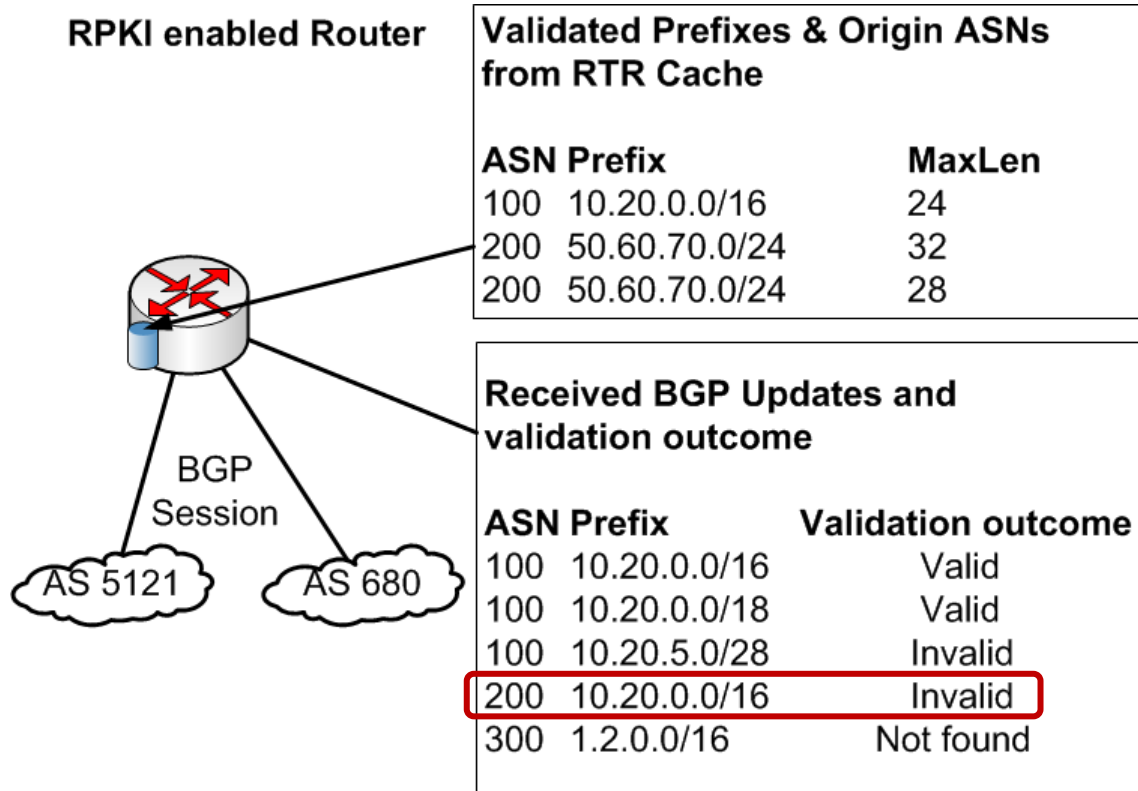 RPKI enabled Router
Validated Prefixes & Origin ASNs
from RTR Cache
ASN Prefix MaxLen
100 10.20.0.0/16 24
200 50.60.70.0/24 32
200 50.60.70.0/24 28
BGP
Session
AS 5121
AS 680
Received BGP Updates and
validation outcome
ASN Prefix Validation outcome
100 10.20.0.0/16 Valid
100 10.20.0.0/18 Valid
100 10.20.5.0/28 Invalid
200 10.20.0.0/16 Invalid
300 1.2.0.0/16 Not found